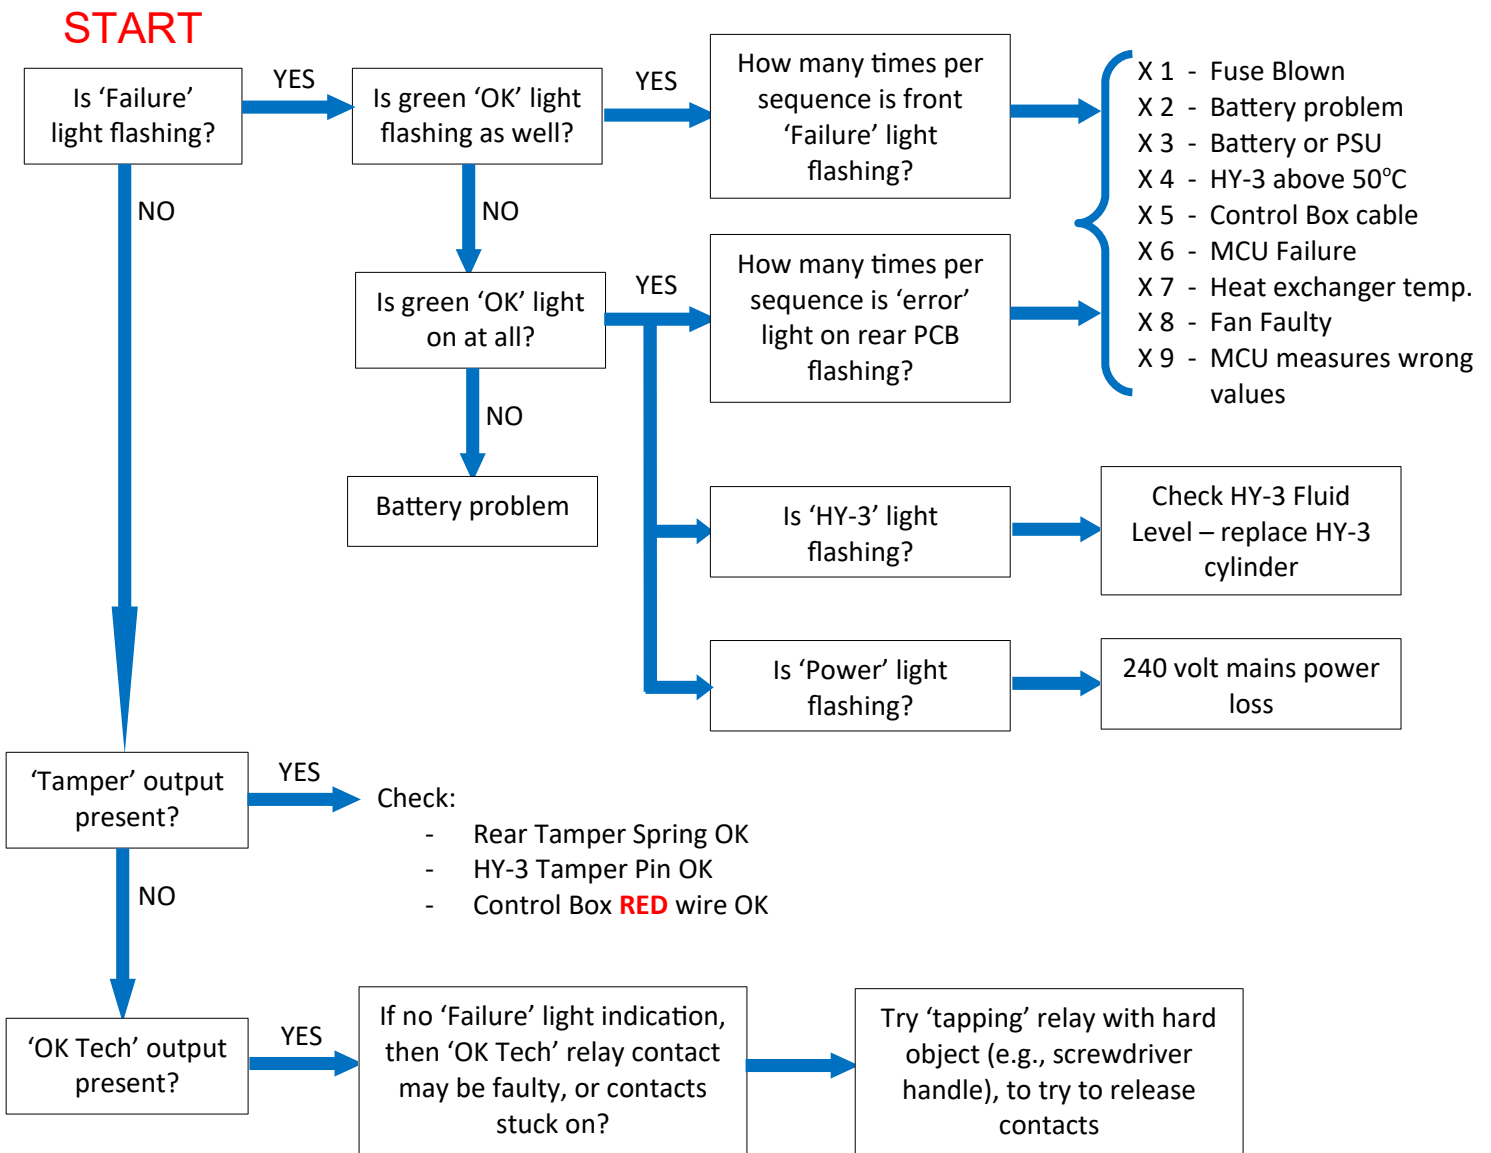 START
Is ‘Failure’
light flashing?
YES
Is green ‘OK’ light
flashing as well?
YES
How many times per
sequence is front
‘Failure’ light
flashing?
X 1 - Fuse Blown
X 2 - Battery problem
X 3 - Battery or PSU
X 4 - HY-3 above 50°C
X 5 - Control Box cable
X 6 - MCU Failure
X 7 - Heat exchanger temp.
X 8 - Fan Faulty
X 9 - MCU measures wrong
values
NO
NO
Is green ‘OK’ light
on at all?
YES
How many times per
sequence is ‘error’
light on rear PCB
flashing?
NO
Battery problem
Is ‘HY-3’ light
flashing?
Check HY-3 Fluid
Level – replace HY-3
cylinder
Is ‘Power’ light
flashing?
240 volt mains power
loss
‘Tamper’ output
present?
YES
Check:
- Rear Tamper Spring OK
- HY-3 Tamper Pin OK
- Control Box RED wire OK
NO
‘OK Tech’ output
present?
YES
If no ‘Failure’ light indication,
then ‘OK Tech’ relay contact
may be faulty, or contacts
stuck on?
Try ‘tapping’ relay with hard
object (e.g., screwdriver
handle), to try to release
contacts